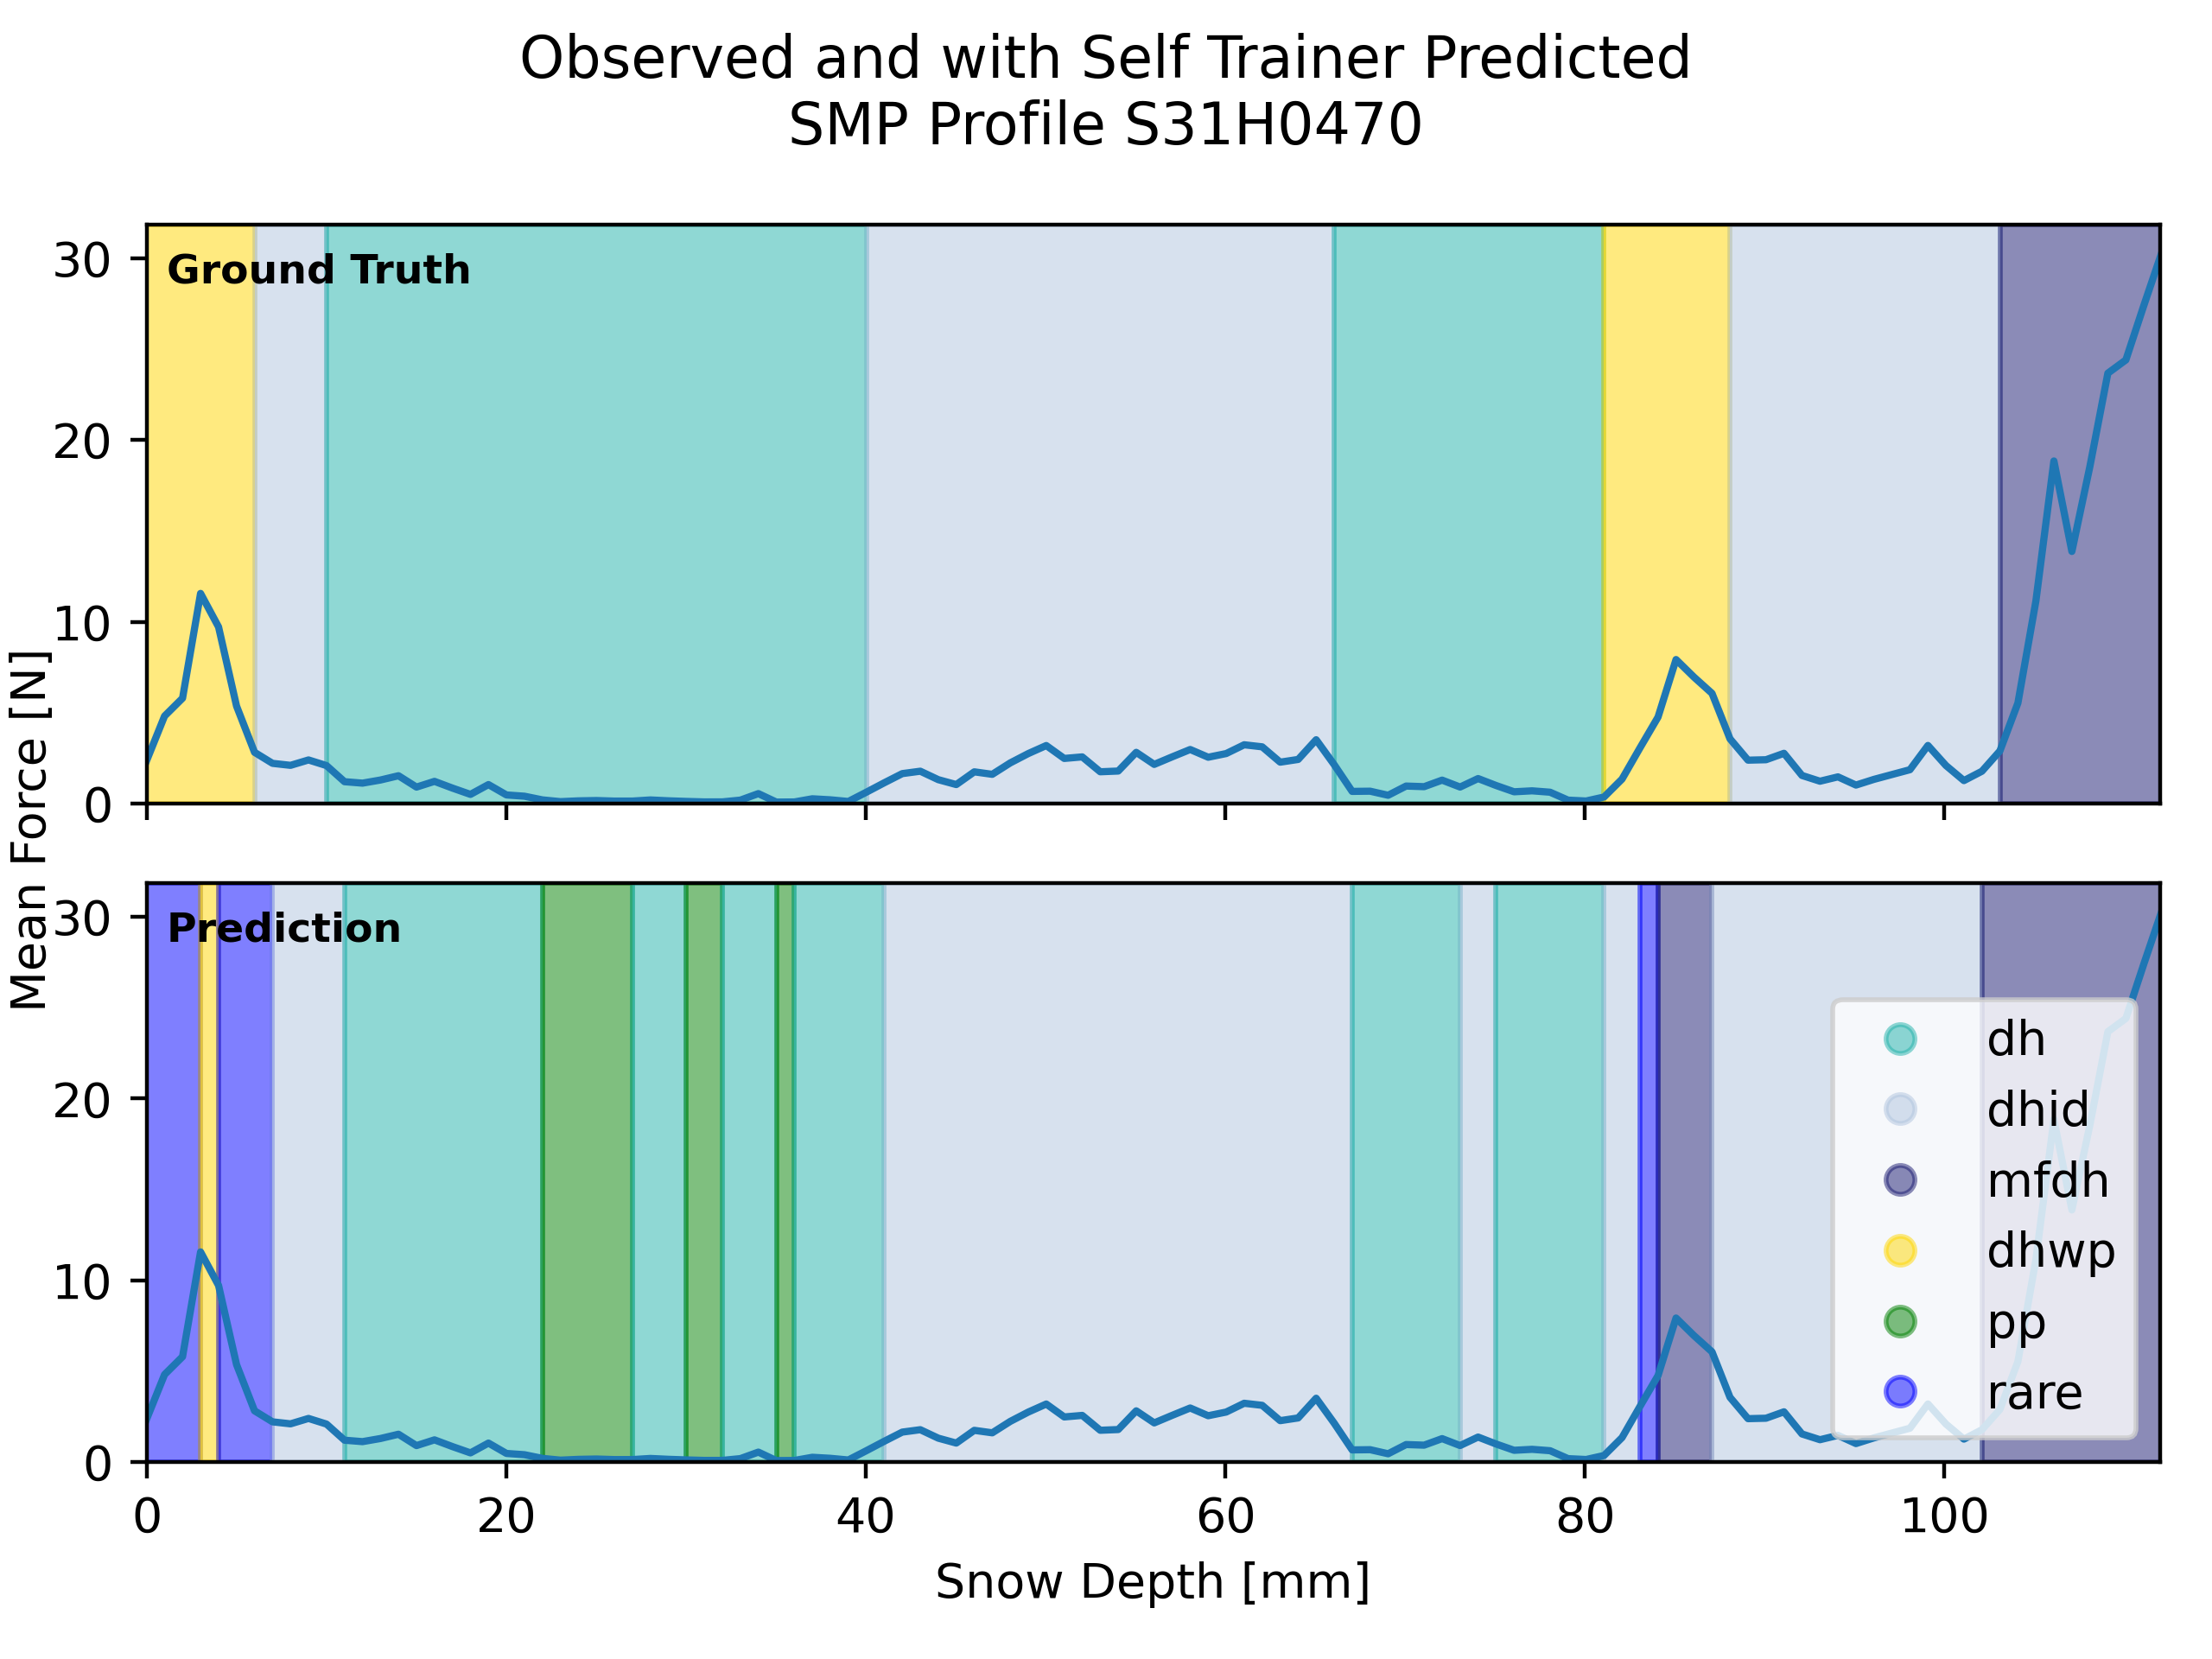 Observed and with Self Trainer Predicted
SMP Profile S31H0470
Mean Force [N]
30
20
10
0
Ground Truth
30
20
10
0
Prediction
dh
dhid
mfdh
dhwp
pp
rare
0 20 40 60 80 100
Snow Depth [mm]